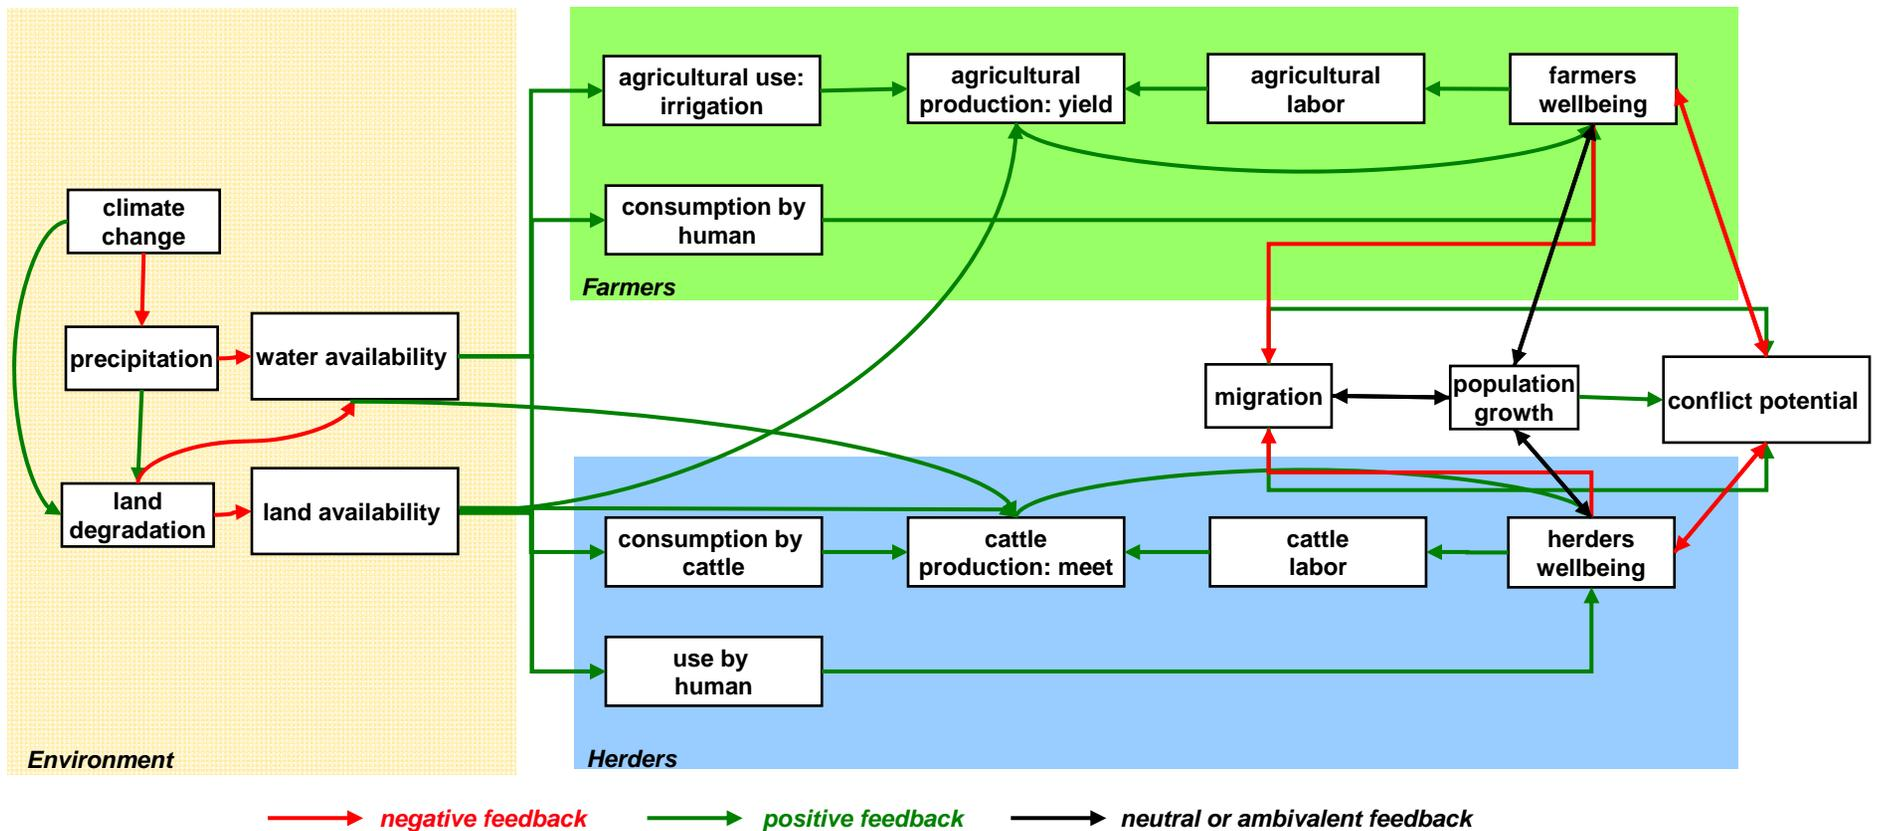 agricultural use:
irrigation
agricultural
production: yield
agricultural
labor
farmers
wellbeing
consumption by
human
Farmers
climate
change
precipitation
water availability
land
degradation
land availability
Environment
migration
population
growth
conflict potential
consumption by
cattle
cattle
production: meet
cattle
labor
herders
wellbeing
use by
human
Herders
negative feedback
positive feedback
neutral or ambivalent feedback